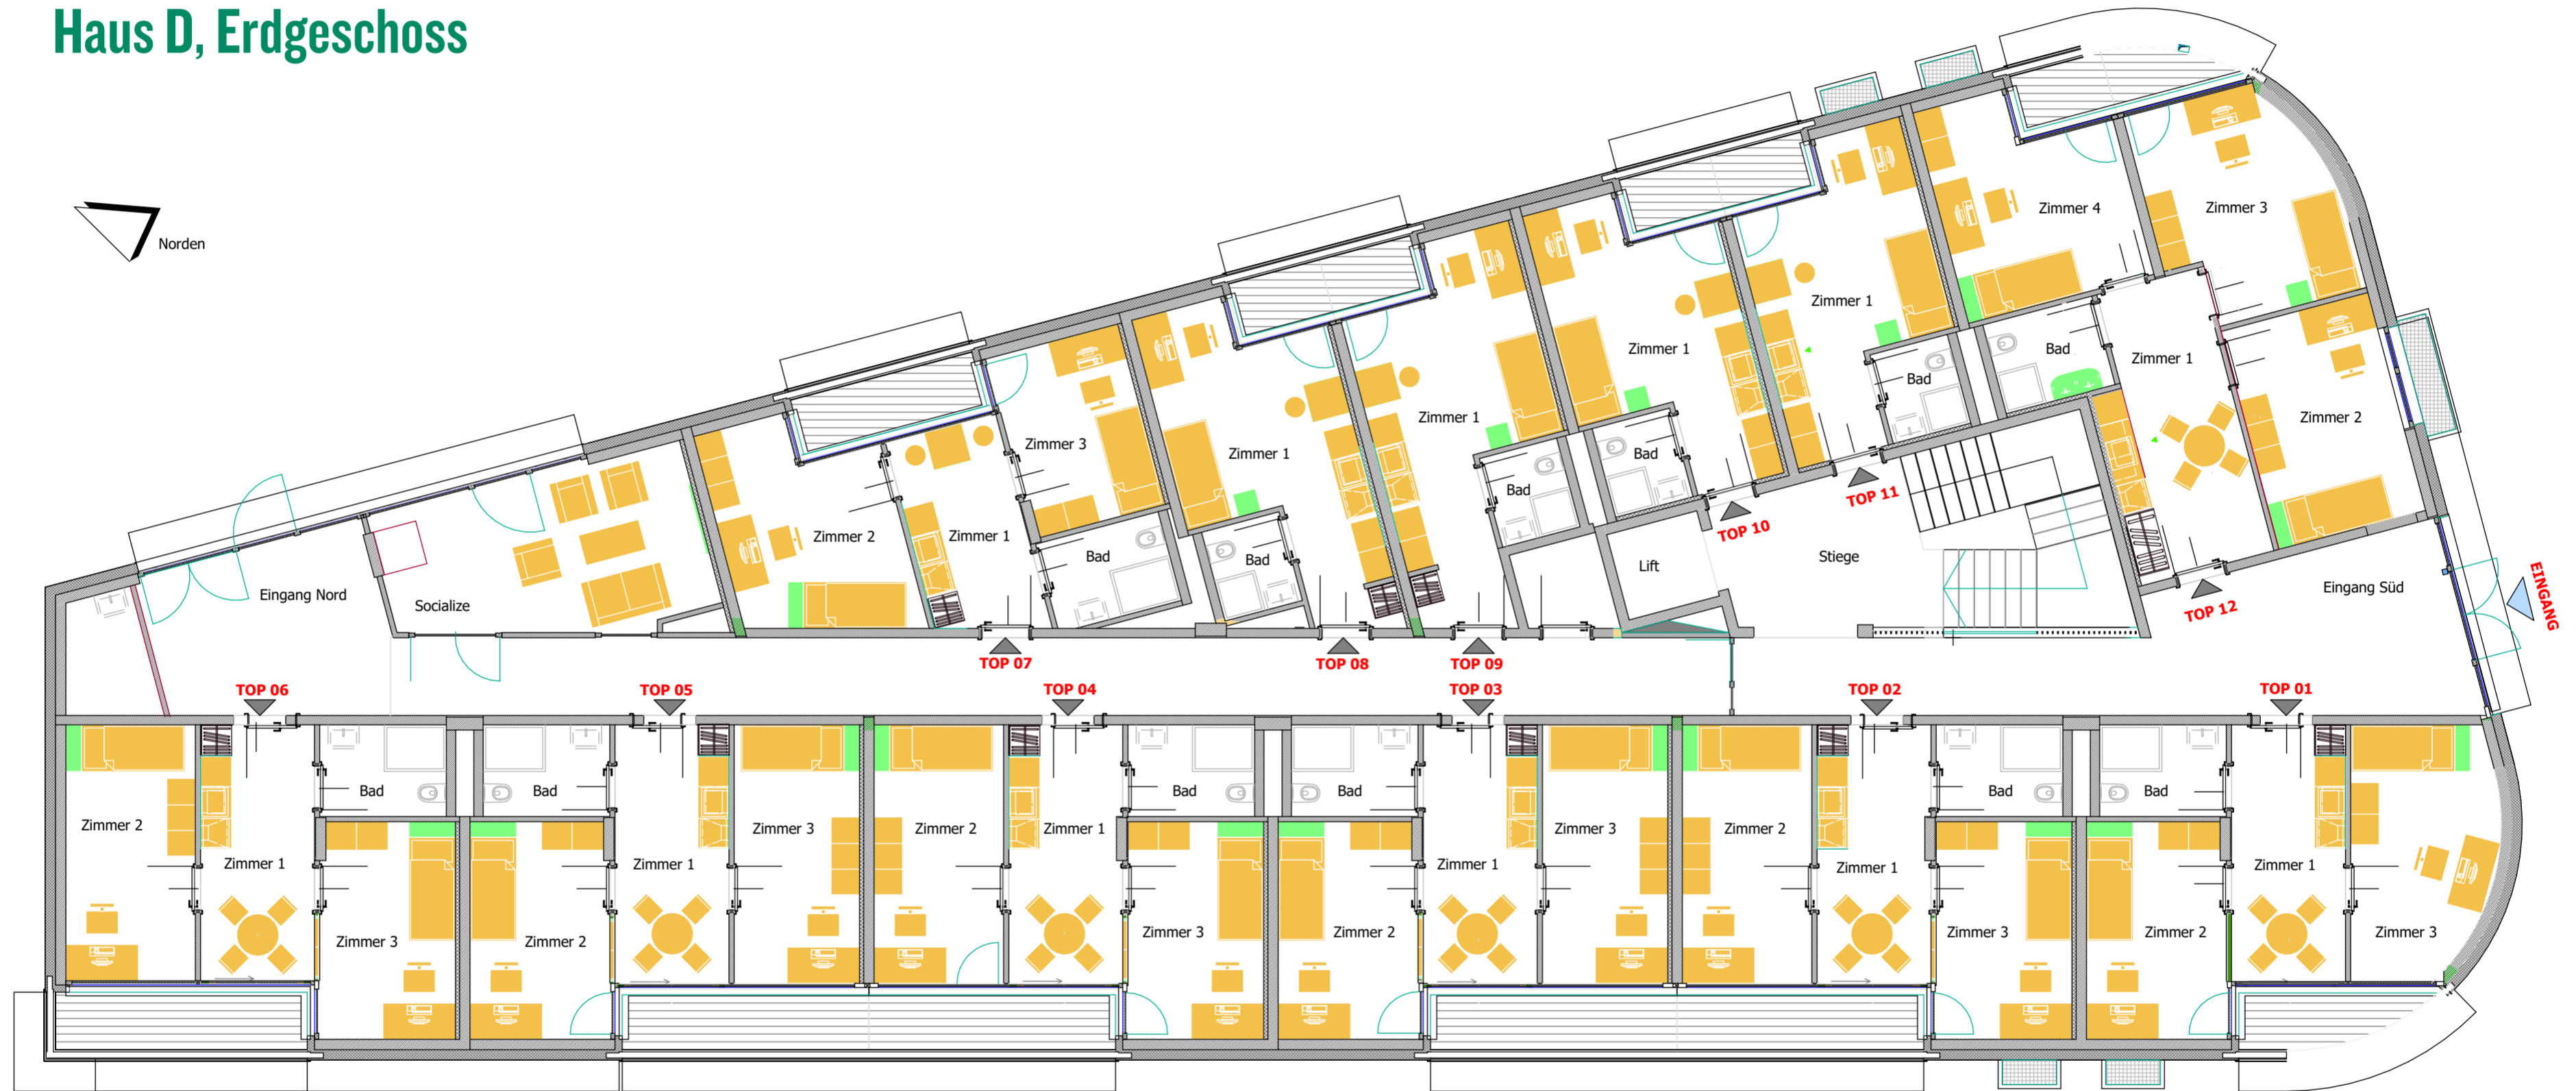 Haus D, Erdgeschoss
Norden
Zimmer 4
Zimmer 3
Zimmer 1
Zimmer 1
Bad
Zimmer 1
Bad
Zimmer 2
Zimmer 1
Zimmer 3
Zimmer 1
Bad
Bad
TOP 11
TOP 10
Zimmer 2
Zimmer 1
Bad
Bad
Lift
Stiege
Eingang Nord
Socialize
TOP 12
Eingang Süd
EINGANG
TOP 07
TOP 08
TOP 09
TOP 06
TOP 05
TOP 04
TOP 03
TOP 02
TOP 01
Bad
Bad
Bad
Bad
Bad
Bad
Zimmer 2
Zimmer 3
Zimmer 2
Zimmer 1
Zimmer 3
Zimmer 2
Zimmer 1
Zimmer 1
Zimmer 1
Zimmer 1
Zimmer 1
Zimmer 3
Zimmer 2
Zimmer 3
Zimmer 2
Zimmer 3
Zimmer 2
Zimmer 3